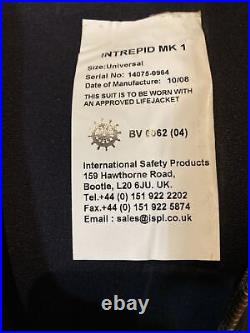 INTREPID MK 1
Size: Universal
Serial No: 14075-0964
Date of Manufacture: 10/08
THIS SUIT IS TO BE WORN WITH
AN APPROVED LIFEJACKET
BV 6062 (04)
International Safety Products
159 Hawthorne Road,
Bootle, L20 6JU. UK.
Tel.+44 (0) 151 922 2202
Fax.+44 (0) 151 922 5874
Email : sales@ispl.co.uk